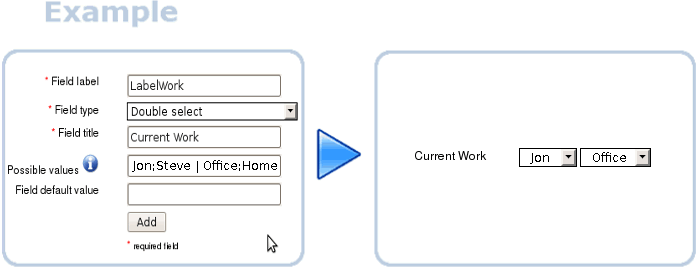 Example
* Field label LabelWork
* Field type Double select
* Field title Current Work
Possible values i Jon;Steve | Office;Home
Field default value
Add
* required field
Current Work Jon Office